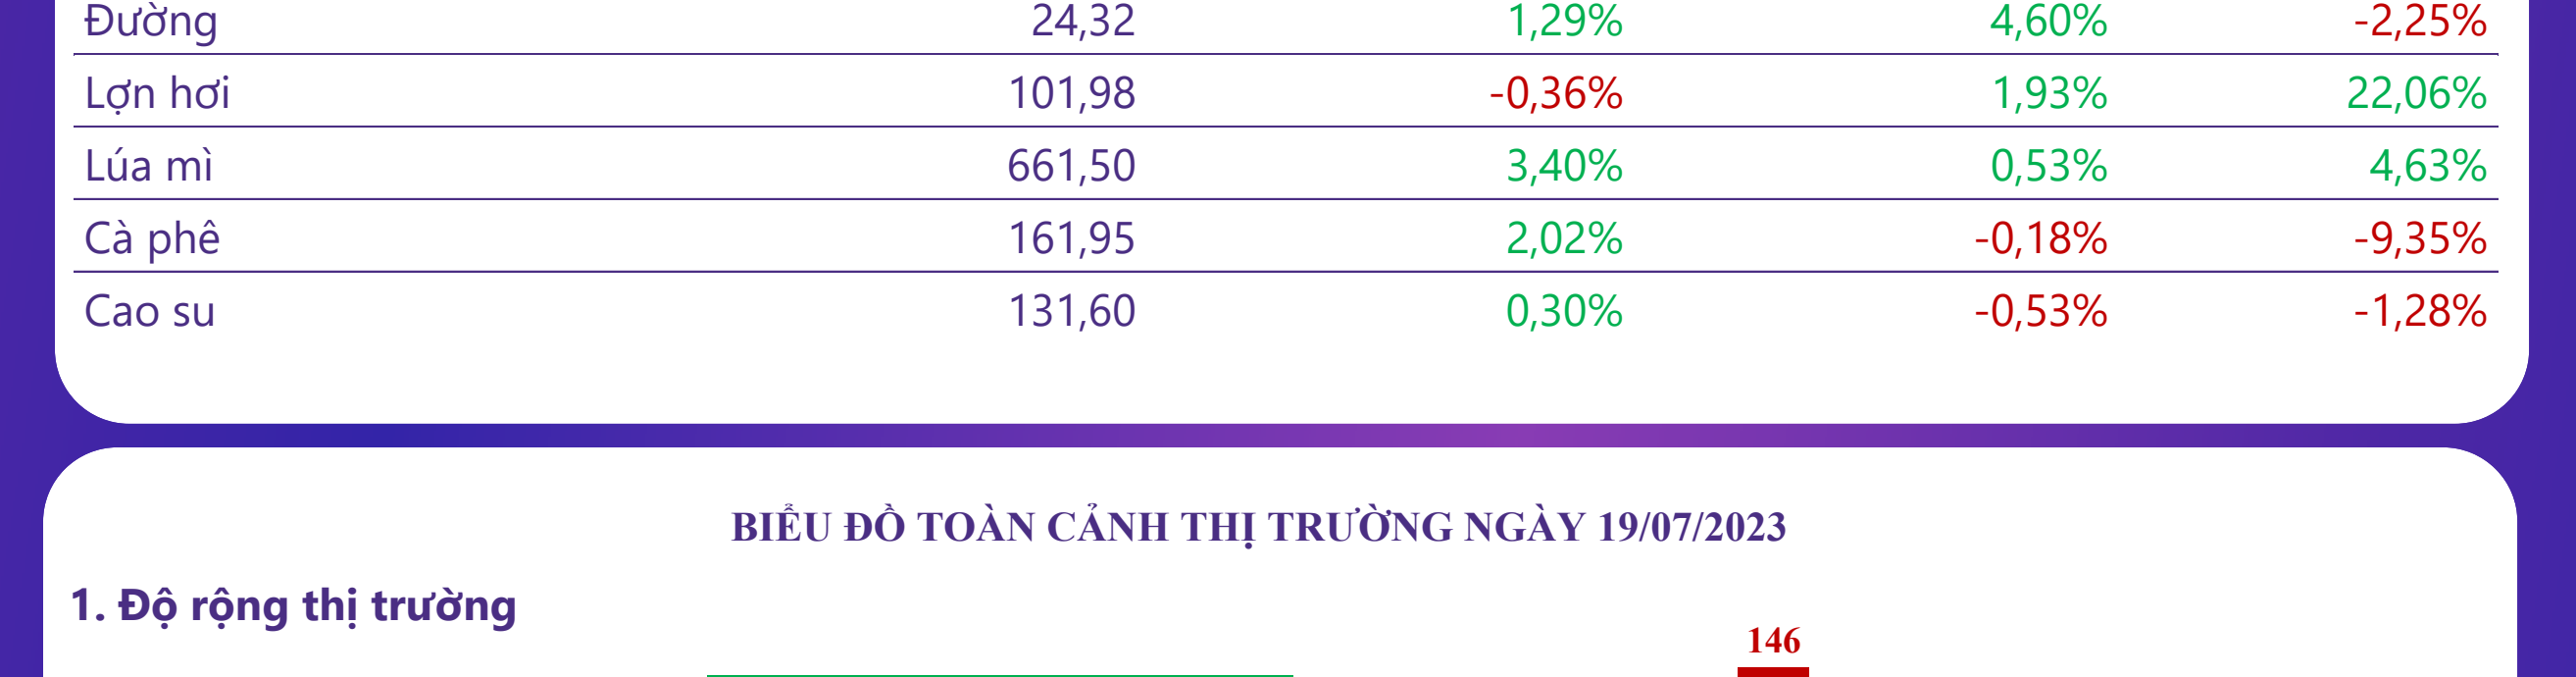 Đường 24,32 1,29% 4,60% -2,25%
Lợn hơi 101,98 -0,36% 1,93% 22,06%
Lúa mì 661,50 3,40% 0,53% 4,63%
Cà phê 161,95 2,02% -0,18% -9,35%
Cao su 131,60 0,30% -0,53% -1,28%
BIỂU ĐỒ TOÀN CẢNH THỊ TRƯỜNG NGÀY 19/07/2023
1. Độ rộng thị trường
146